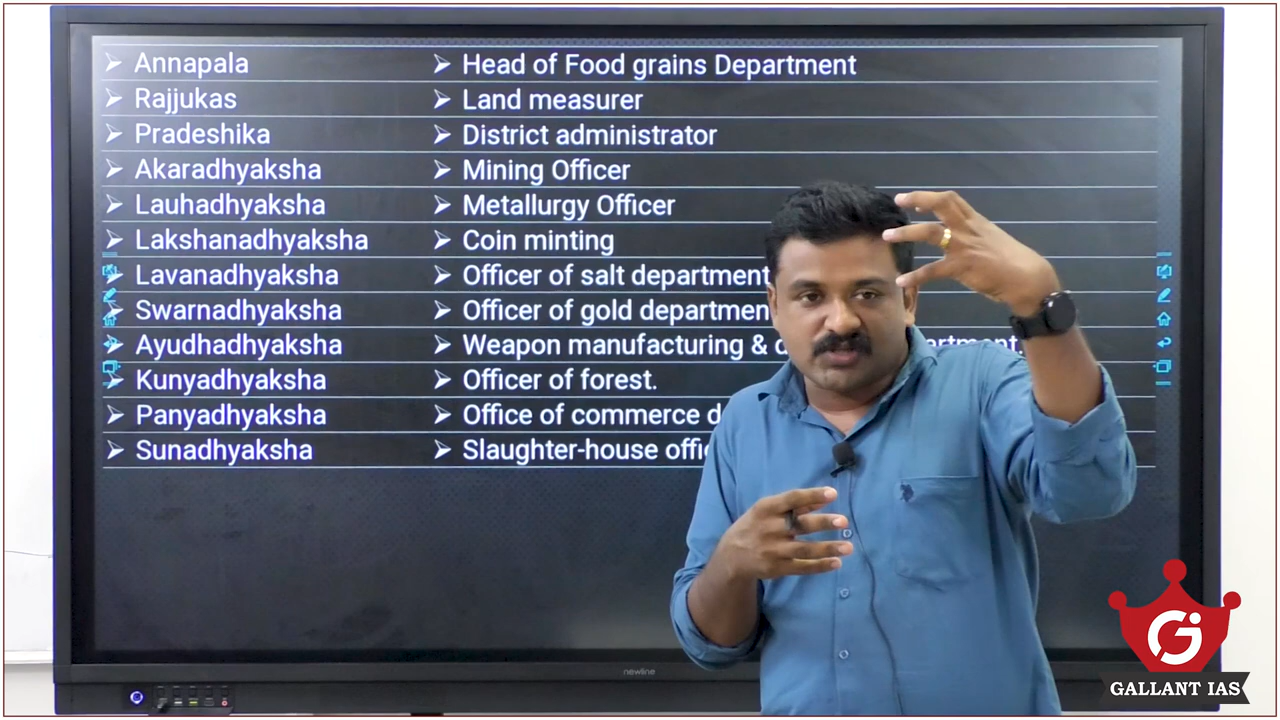 Annapala Head of Food grains Department
Rajjukas Land measurer
Pradeshika District administrator
Akaradhyaksha Mining Officer
Lauhadhyaksha Metallurgy Officer
Lakshanadhyaksha Coin minting
Lavanadhyaksha Officer of salt department
Swarnadhyaksha Officer of gold
Ayudhadhyaksha Weapon manufacturing &
Kunyadhyaksha Officer of forest.
Panyadhyaksha Office of commerce
Sunadhyaksha Slaughter-house
newline
GALLANT IAS